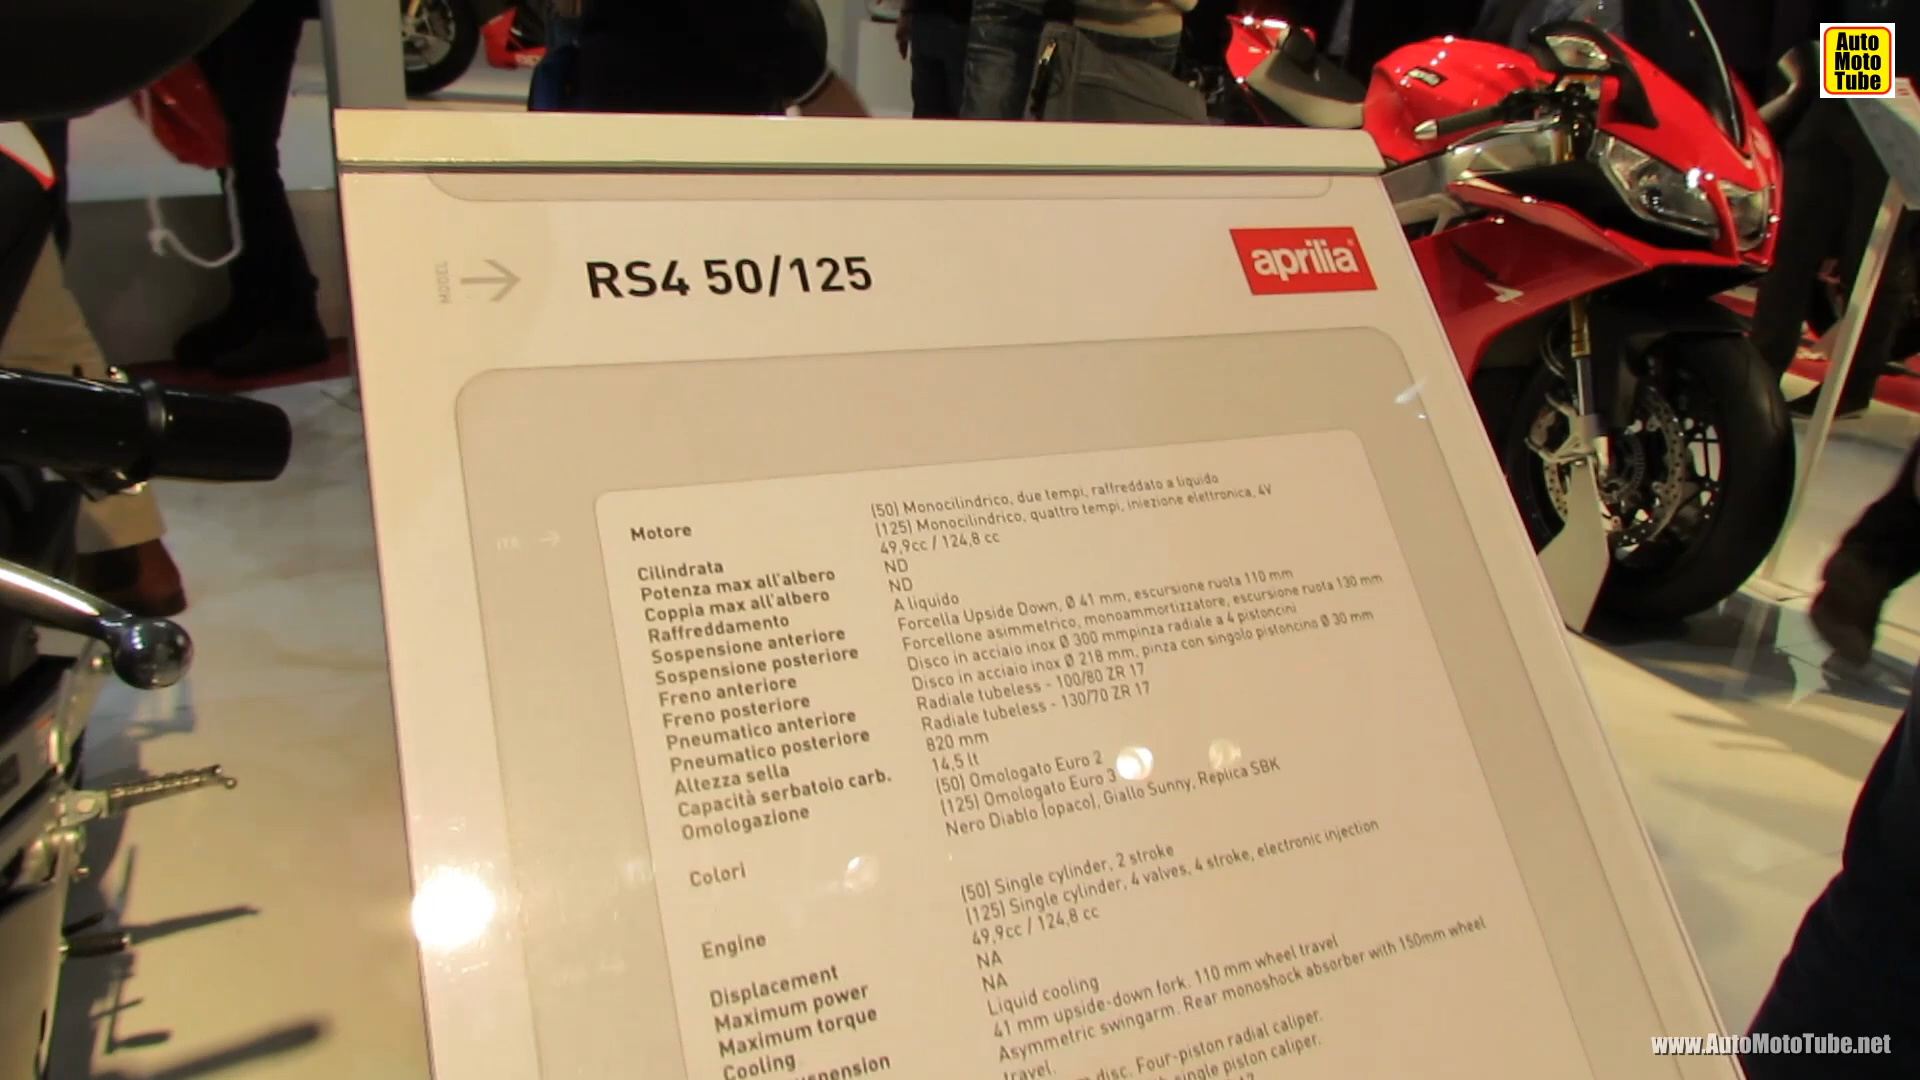 Auto
Moto
Tube
MODEL
RS4 50/125
aprilia
ITA
Motore (50) Monocilindrico, due tempi, raffreddato a liquido
(125) Monocilindrico, quattro tempi, iniezione elettronica, 4V
Cilindrata 49,9cc / 124,8 cc
Potenza max all'albero ND
Coppia max all'albero ND
Raffreddamento A liquido
Sospensione anteriore Forcella Upside Down, Ø 41 mm, escursione ruota 110 mm
Sospensione posteriore Forcellone asimmetrico, monoammortizzatore, escursione ruota 130 mm
Freno anteriore Disco in acciaio inox Ø 300 mmpinza radiale a 4 pistoncini
Freno posteriore Disco in acciaio inox Ø 218 mm, pinza con singolo pistoncino Ø 30 mm
Pneumatico anteriore Radiale tubeless - 100/80 ZR 17
Pneumatico posteriore Radiale tubeless - 130/70 ZR 17
Altezza sella 820 mm
Capacità serbatoio carb. 14,5 lt
Omologazione (50) Omologato Euro 2
(125) Omologato Euro 3
Colori Nero Diablo (opaco), Giallo Sunny, Replica SBK
Engine (50) Single cylinder, 2 stroke
(125) Single cylinder, 4 valves, 4 stroke, electronic injection
Displacement 49,9cc / 124,8 cc
Maximum power NA
Maximum torque NA
Cooling Liquid cooling
41 mm upside-down fork. 110 mm wheel travel
Asymmetric swingarm. Rear monoshock absorber with 150mm wheel
travel.
disc. Four-piston radial caliper.
single piston caliper.
www.AutoMotoTube.net